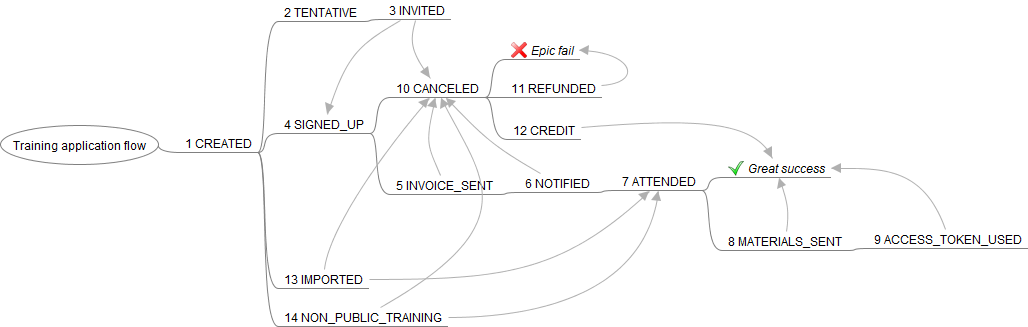 2 TENTATIVE
3 INVITED
Epic fail
10 CANCELED
11 REFUNDED
4 SIGNED_UP
12 CREDIT
Training application flow
1 CREATED
5 INVOICE_SENT
6 NOTIFIED
7 ATTENDED
Great success
8 MATERIALS_SENT
9 ACCESS_TOKEN_USED
13 IMPORTED
14 NON_PUBLIC_TRAINING